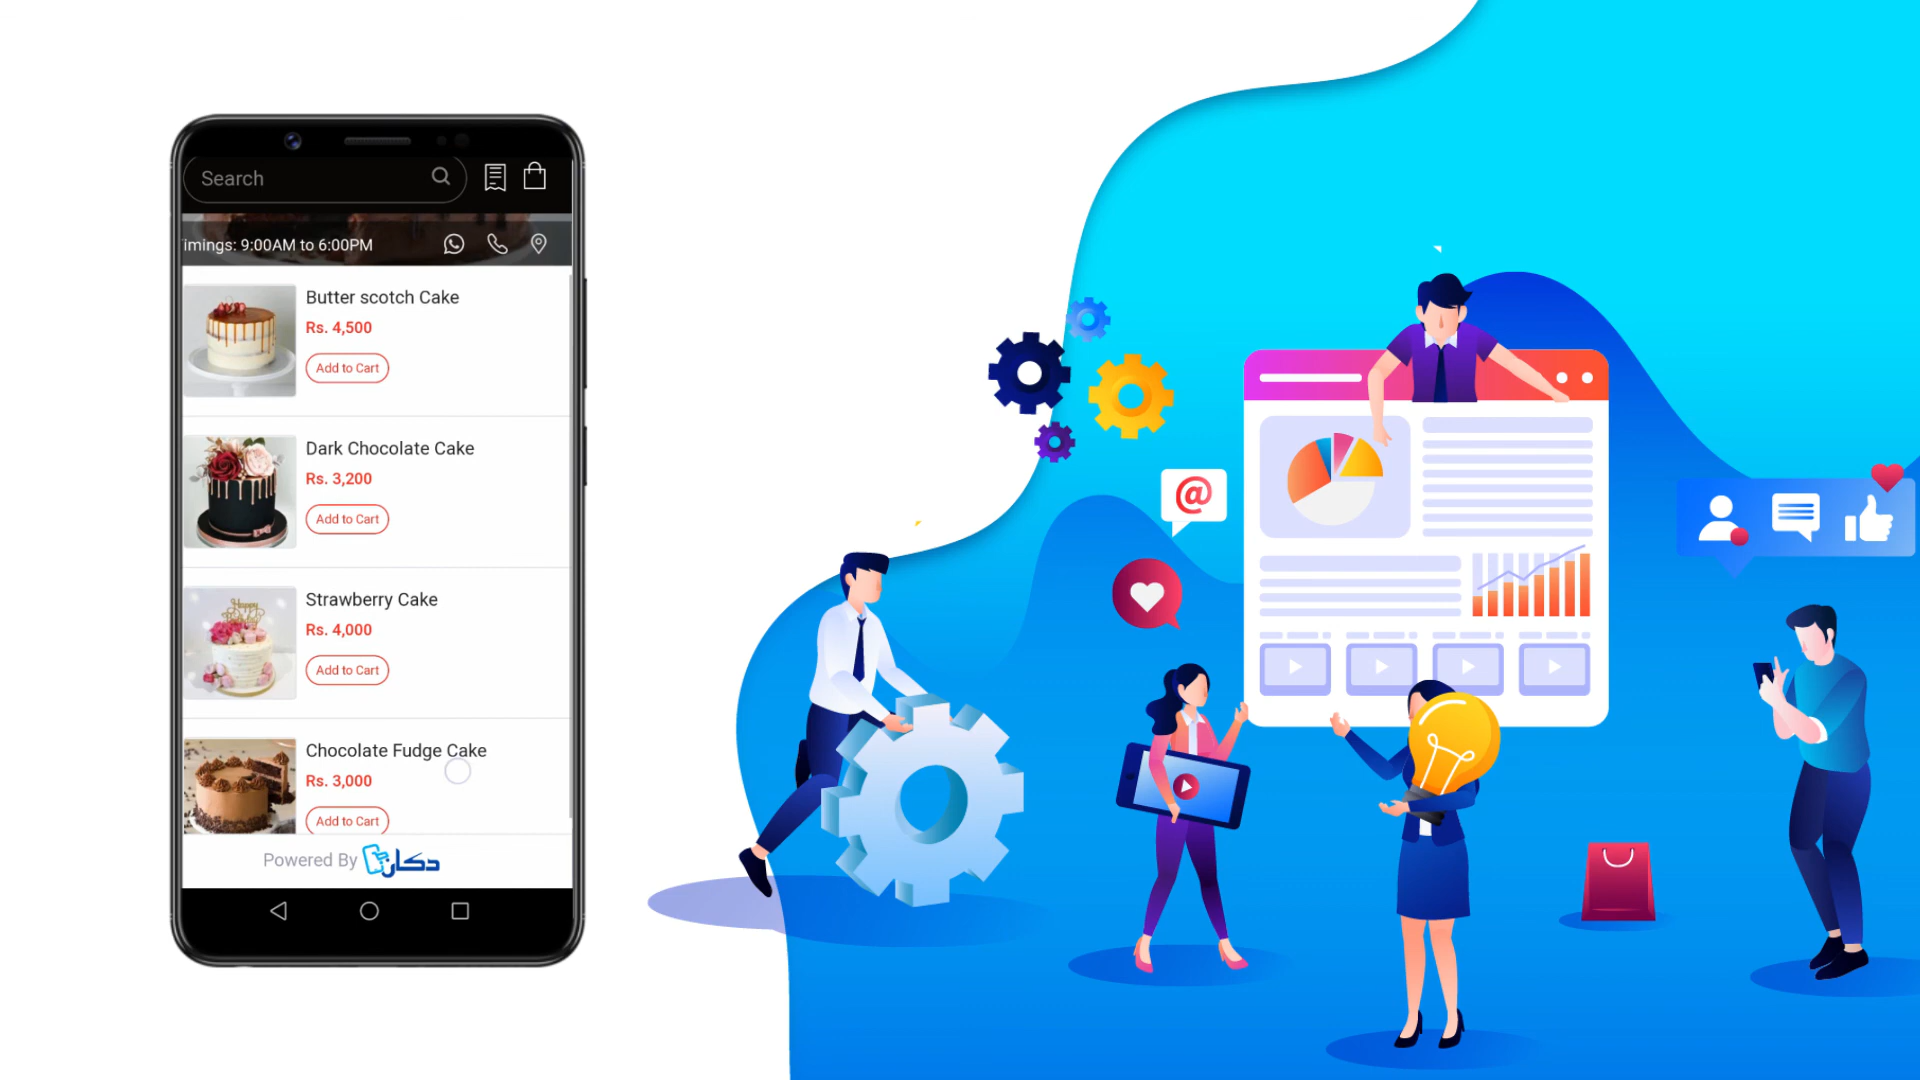 Search
imings: 9:00AM to 6:00PM
Butter scotch Cake
Rs. 4,500
Add to Cart
Dark Chocolate Cake
Rs. 3,200
Add to Cart
Strawberry Cake
Rs. 4,000
Add to Cart
Chocolate Fudge Cake
Rs. 3,000
Add to Cart
Powered By دکان
@